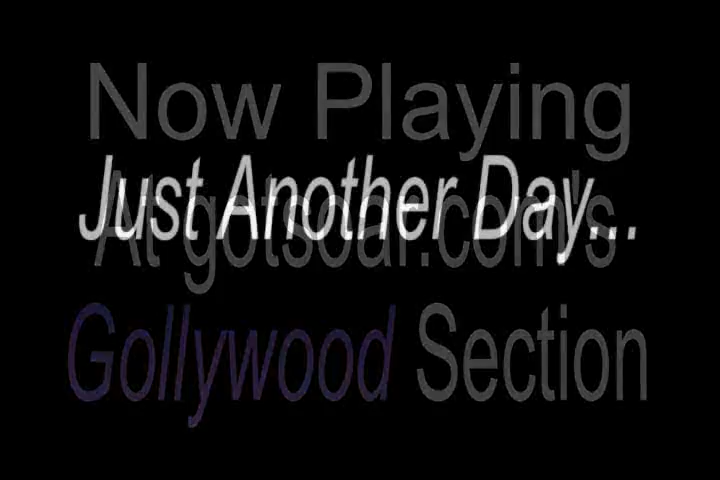 Now Playing
Just Another Day...
At gotsoar.com's
Gollywood Section